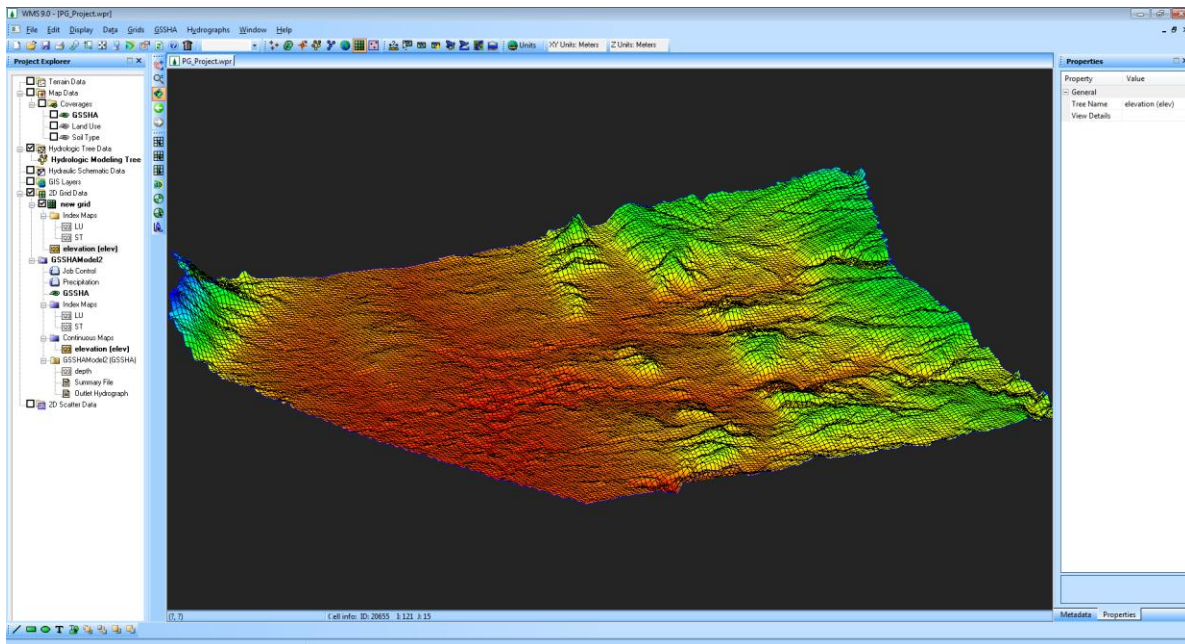 WMS 9.0 - [PG_Project.wpr]
File Edit Display Data Grids GSSHA Hydrographs Window Help
Units XY Units: Meters Z Units: Meters
Project Explorer
PG_Project.wpr
Properties
Terrain Data
Map Data
Coverages
GSSHA
Land Use
Soil Type
Hydrologic Tree Data
Hydrologic Modeling Tree
Hydraulic Schematic Data
GIS Layers
2D Grid Data
new grid
Index Maps
LU
ST
elevation (elev)
GSSHAModel2
Job Control
Precipitation
GSSHA
Index Maps
LU
ST
Continuous Maps
elevation (elev)
GSSHAModel2 (GSSHA)
depth
Summary File
Outlet Hydrograph
2D Scatter Data
Property Value
General
Tree Name elevation (elev)
View Details
(?, ?) Cell info: ID: 20655 I: 121 J: 15
Metadata Properties